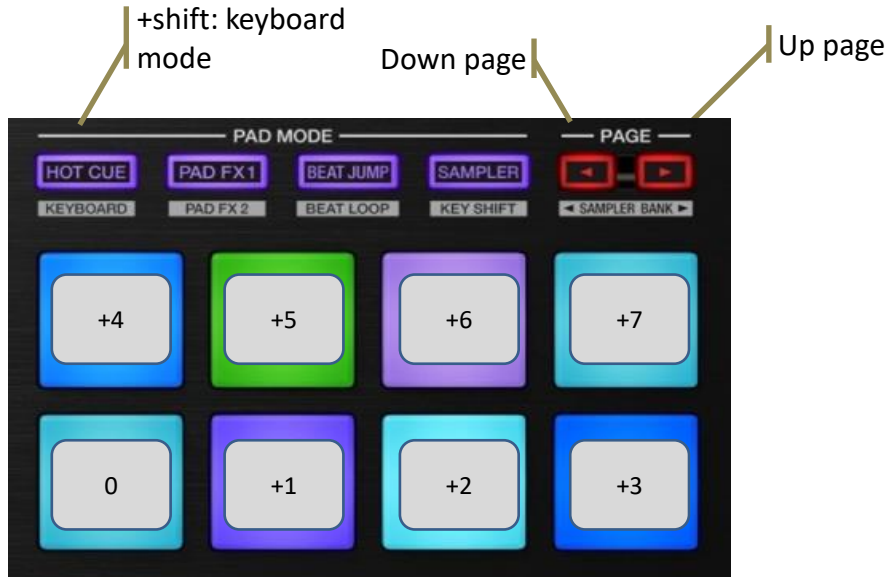 +shift: keyboard
mode
Down page
Up page
PAD MODE
PAGE
HOT CUE
PAD FX1
BEAT JUMP
SAMPLER
◄
►
KEYBOARD
PAD FX 2
BEAT LOOP
KEY SHIFT
◄ SAMPLER BANK ►
+4
+5
+6
+7
0
+1
+2
+3